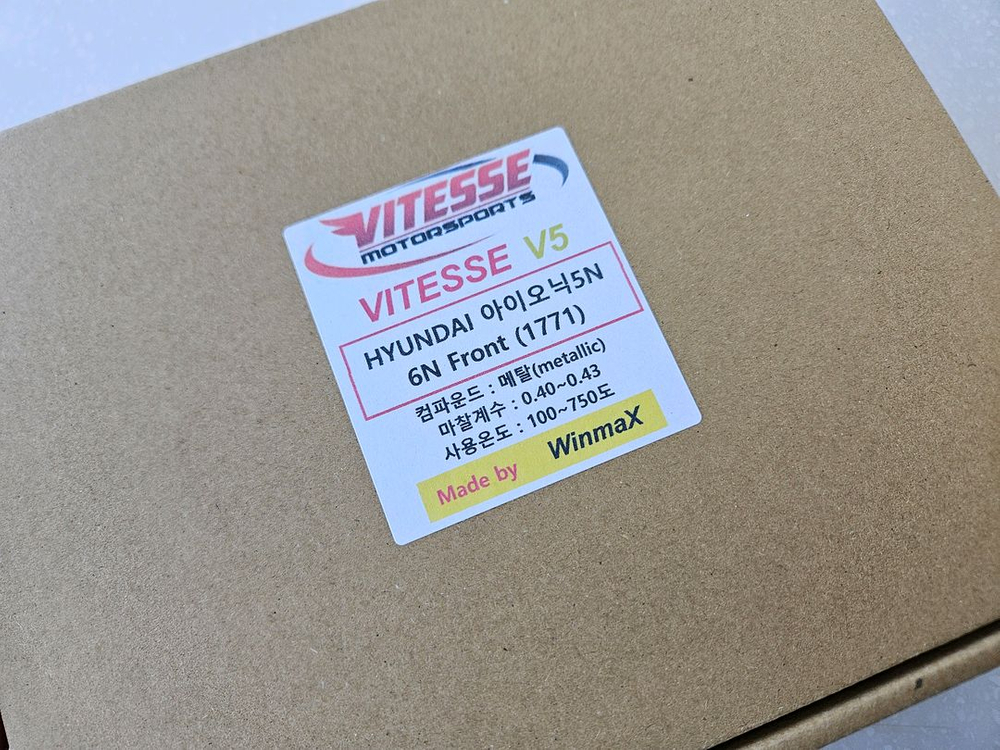 VITESSE
MOTORSPORTS
VITESSE V5
HYUNDAI 아이오닉5N
6N Front (1771)
컴파운드 : 메탈(metallic)
마찰계수 : 0.40~0.43
사용온도 : 100~750도
Made by WinmaX